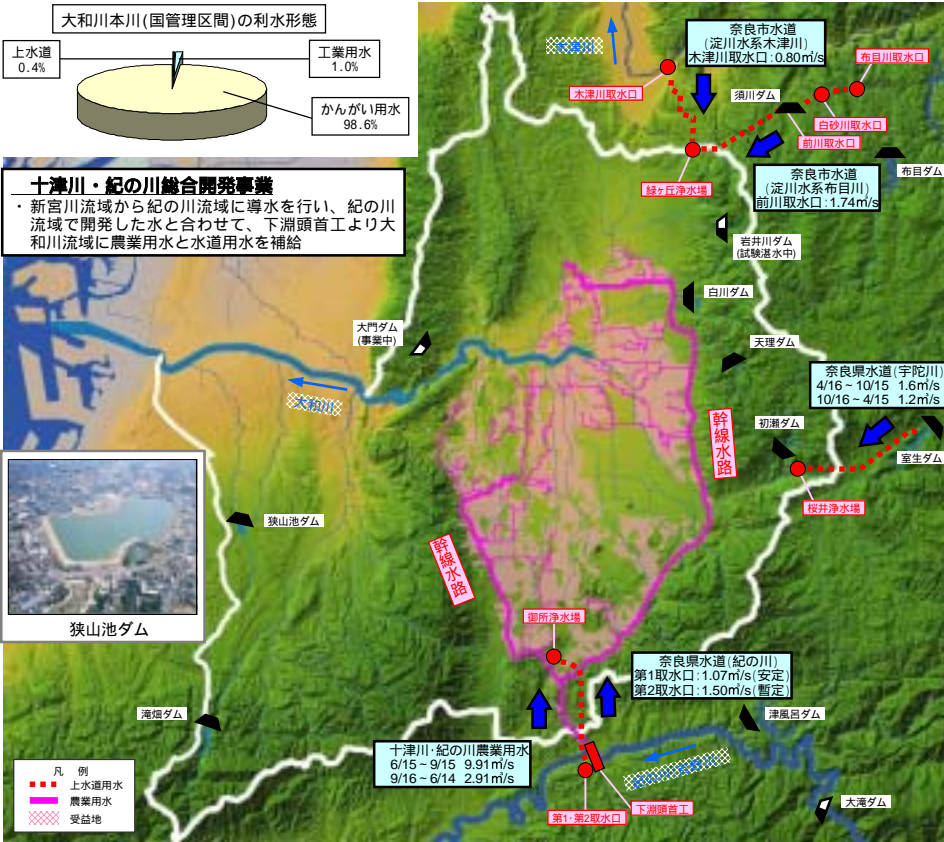 大和川本川(国管理区間)の利水形態
上水道
0.4%
工業用水
1.0%
かんがい用水
98.6%
十津川・紀の川総合開発事業
・新宮川流域から紀の川流域に導水を行い、紀の川
流域で開発した水と合わせて、下淵頭首工より大
和川流域に農業用水と水道用水を補給
木津川
奈良市水道
(淀川水系木津川)
木津川取水口:0.80㎥/s
布目川取水口
木津川取水口
須川ダム
白砂川取水口
前川取水口
布目ダム
緑ヶ丘浄水場
奈良市水道
(淀川水系布目川)
前川取水口:1.74㎥/s
岩井川ダム
(試験湛水中)
白川ダム
大門ダム
(事業中)
天理ダム
大和川
奈良県水道(宇陀川)
4/16~10/15 1.6㎥/s
10/16~4/15 1.2㎥/s
幹線水路
初瀬ダム
室生ダム
桜井浄水場
狭山池ダム
狭山池ダム
幹線水路
御所浄水場
奈良県水道(紀の川)
第1取水口:1.07㎥/s(安定)
第2取水口:1.50㎥/s(暫定)
滝畑ダム
津風呂ダム
十津川・紀の川農業用水
6/15~9/15 9.91㎥/s
9/16~6/14 2.91㎥/s
大滝ダム
下淵頭首工
第1・第2取水口
凡 例
上水道用水
農業用水
受益地